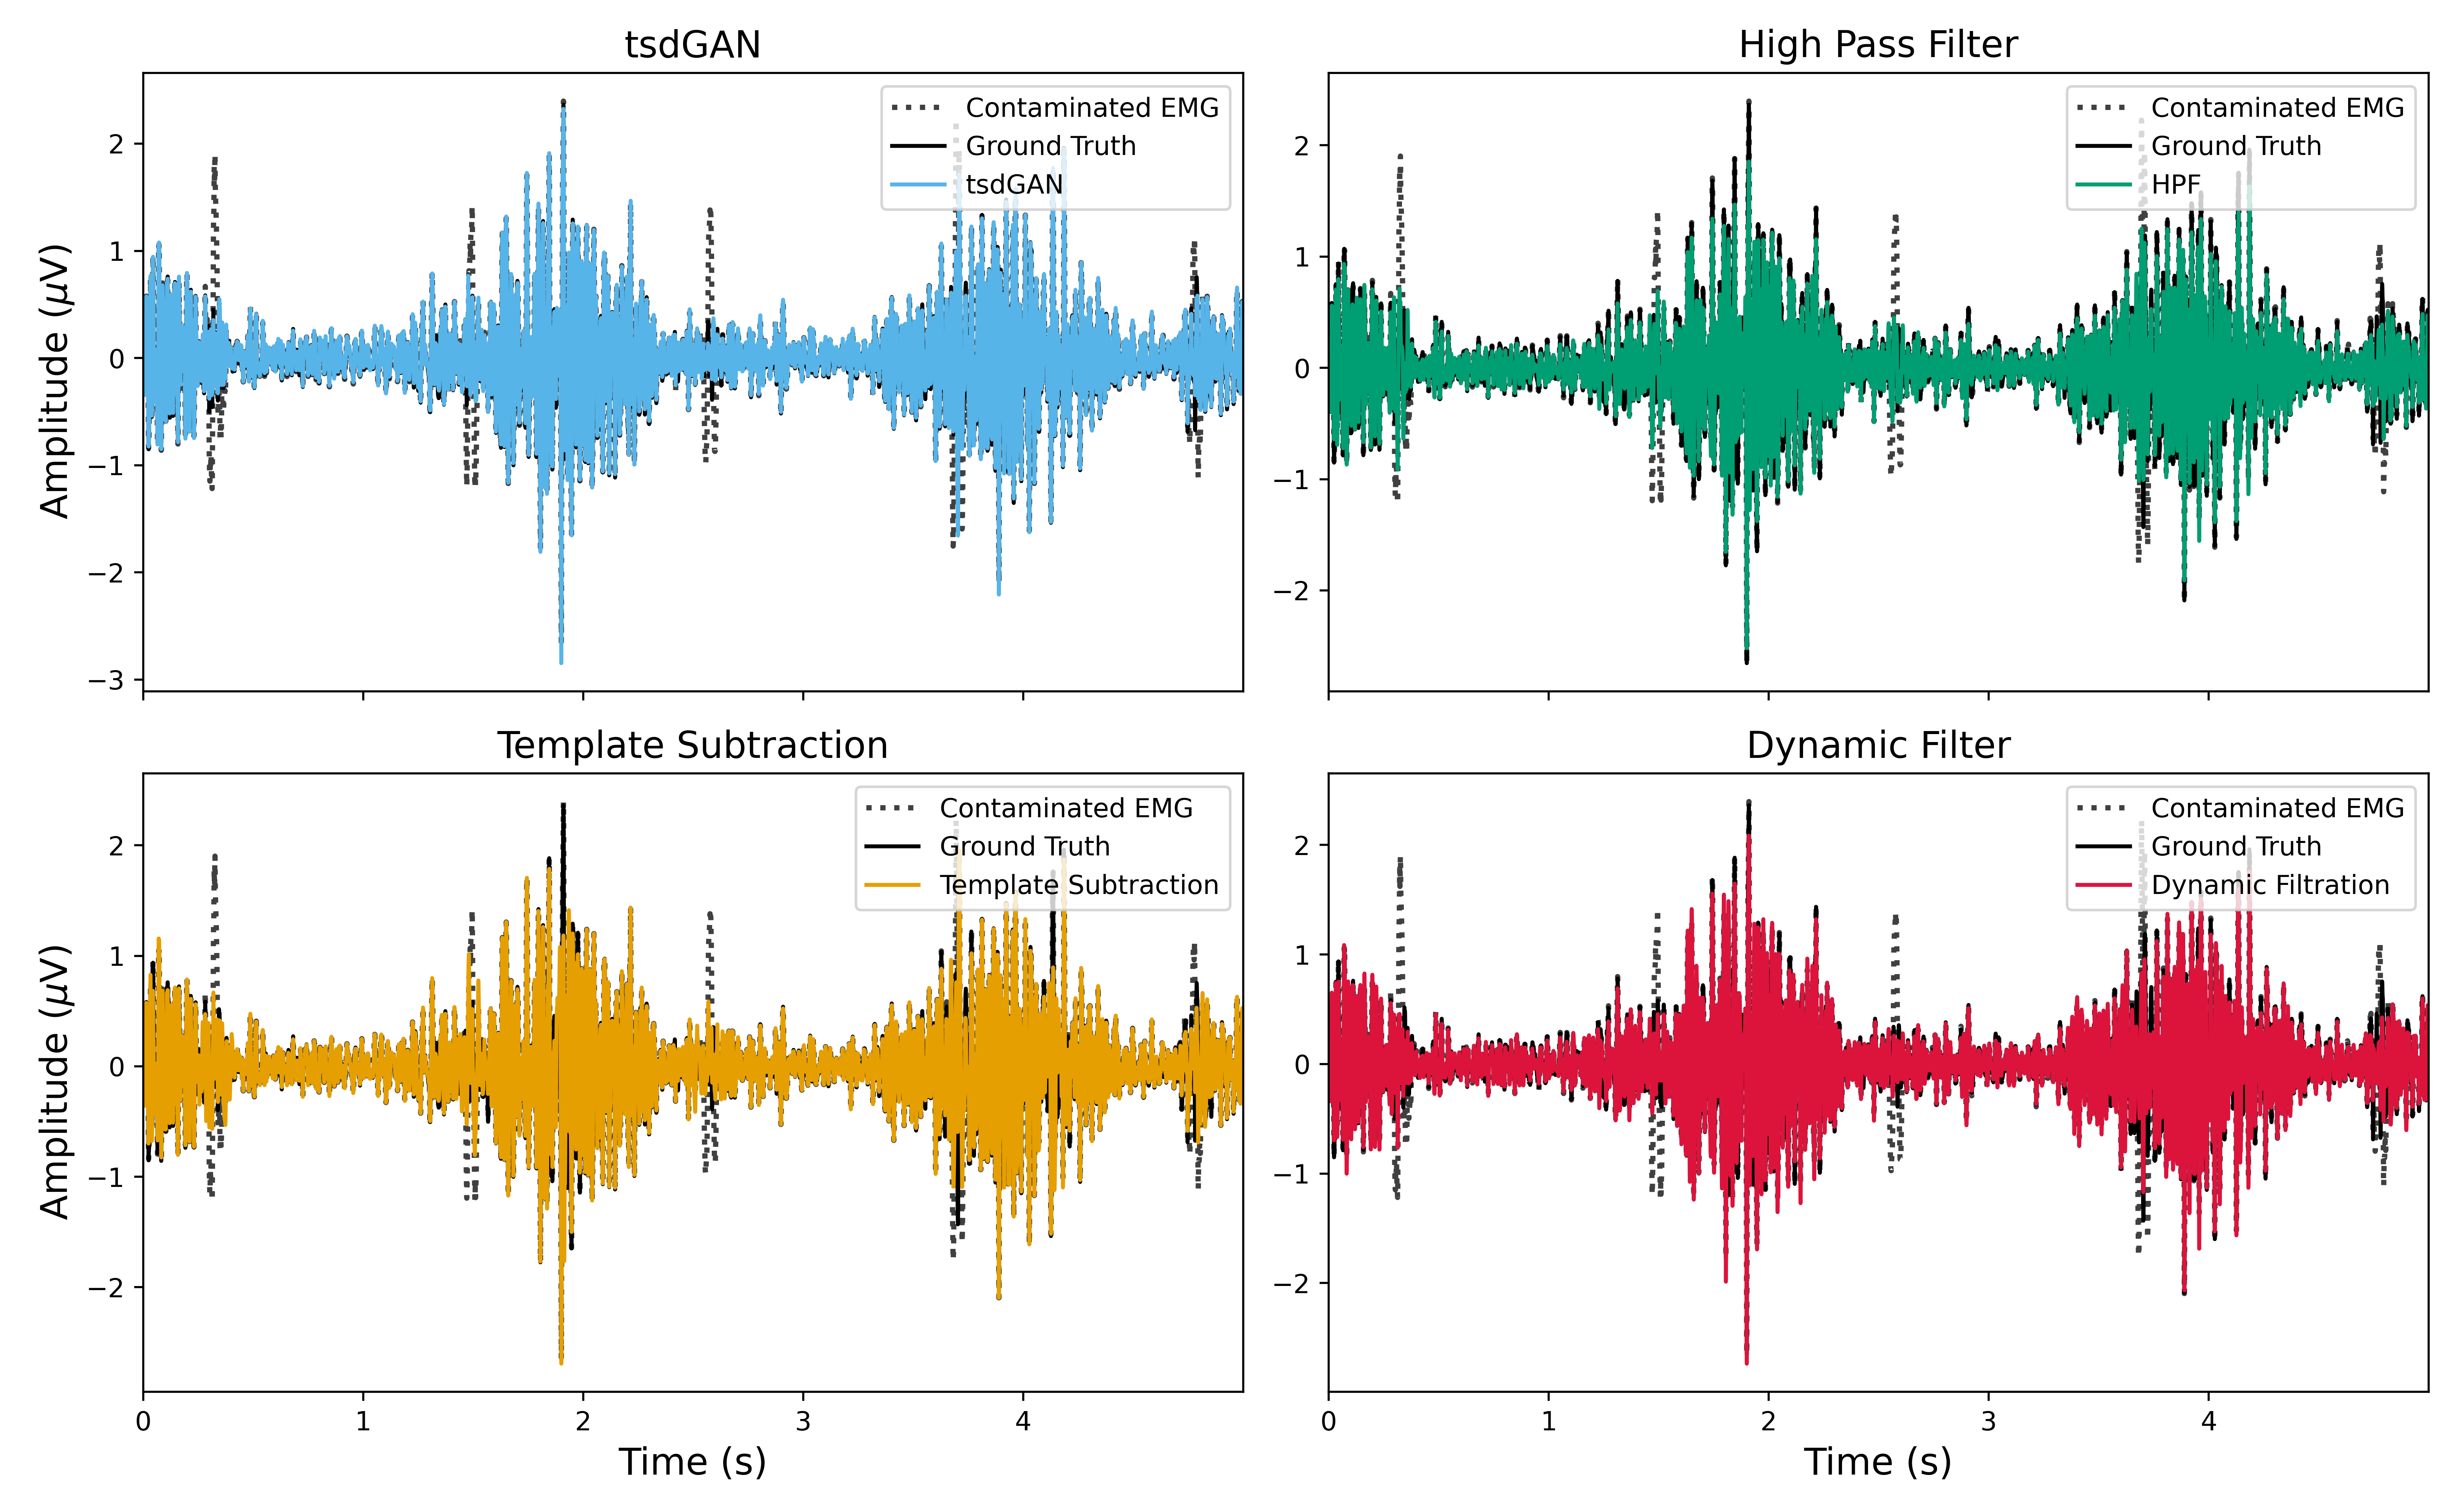 tsdGAN
Contaminated EMG
Ground Truth
tsdGAN
Amplitude (μV)
2
1
0
−1
−2
−3
High Pass Filter
Contaminated EMG
Ground Truth
HPF
2
1
0
−1
−2
Template Subtraction
Contaminated EMG
Ground Truth
Template Subtraction
Amplitude (μV)
2
1
0
−1
−2
0 1 2 3 4
Time (s)
Dynamic Filter
Contaminated EMG
Ground Truth
Dynamic Filtration
2
1
0
−1
−2
0 1 2 3 4
Time (s)